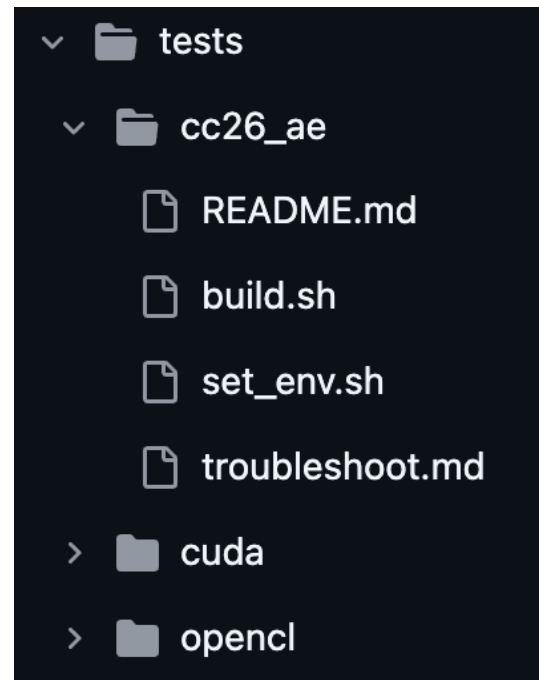 tests
cc26_ae
README.md
build.sh
set_env.sh
troubleshoot.md
cuda
opencl